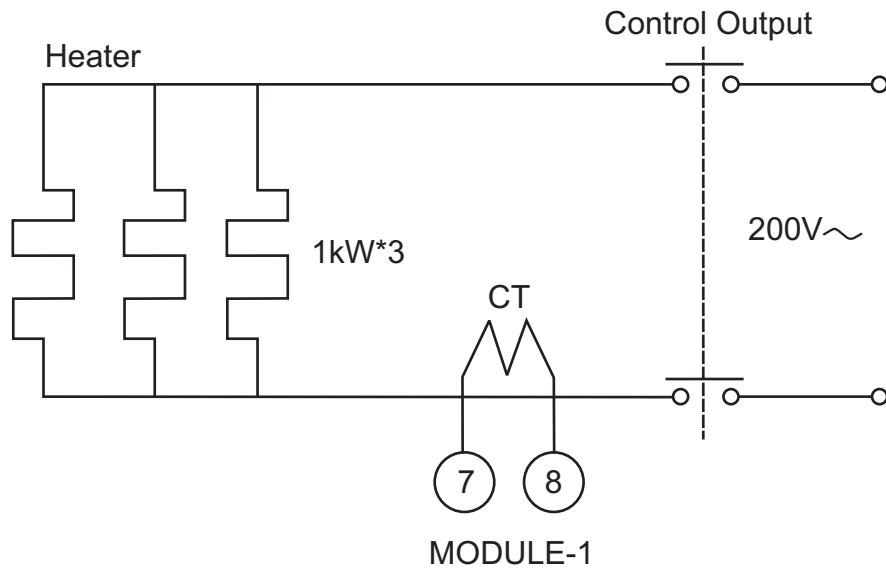 Control Output
Heater
200V～
1kW*3
CT
7
8
MODULE-1